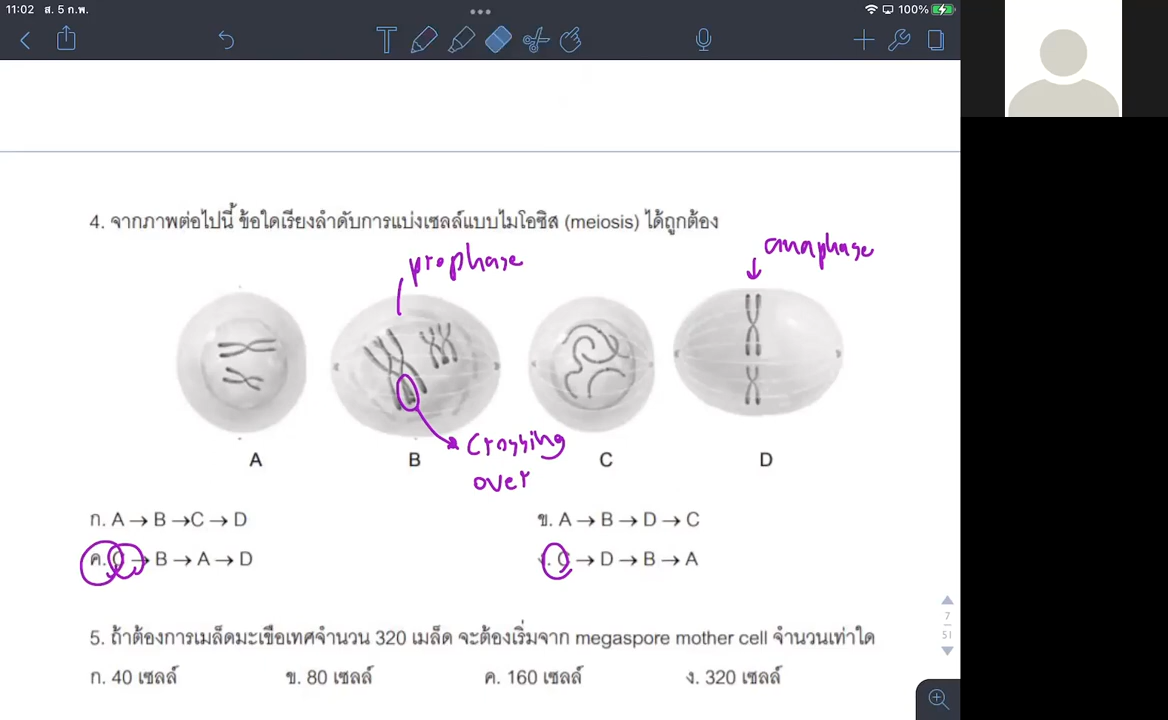 11:02 ส. 5 ก.พ.
100%
4. จากภาพต่อไปนี้ ข้อใดเรียงลำดับการแบ่งเซลล์แบบไมโอซิส (meiosis) ได้ถูกต้อง
prophase
anaphase
crossing
over
A B C D
ก. A → B → C → D
ข. A → B → D → C
ค. C → B → A → D
C → D → B → A
5. ถ้าต้องการเมล็ดมะเขือเทศจำนวน 320 เมล็ด จะต้องเริ่มจาก megaspore mother cell จำนวนเท่าใด
ก. 40 เซลล์
ข. 80 เซลล์
ค. 160 เซลล์
ง. 320 เซลล์
7
51